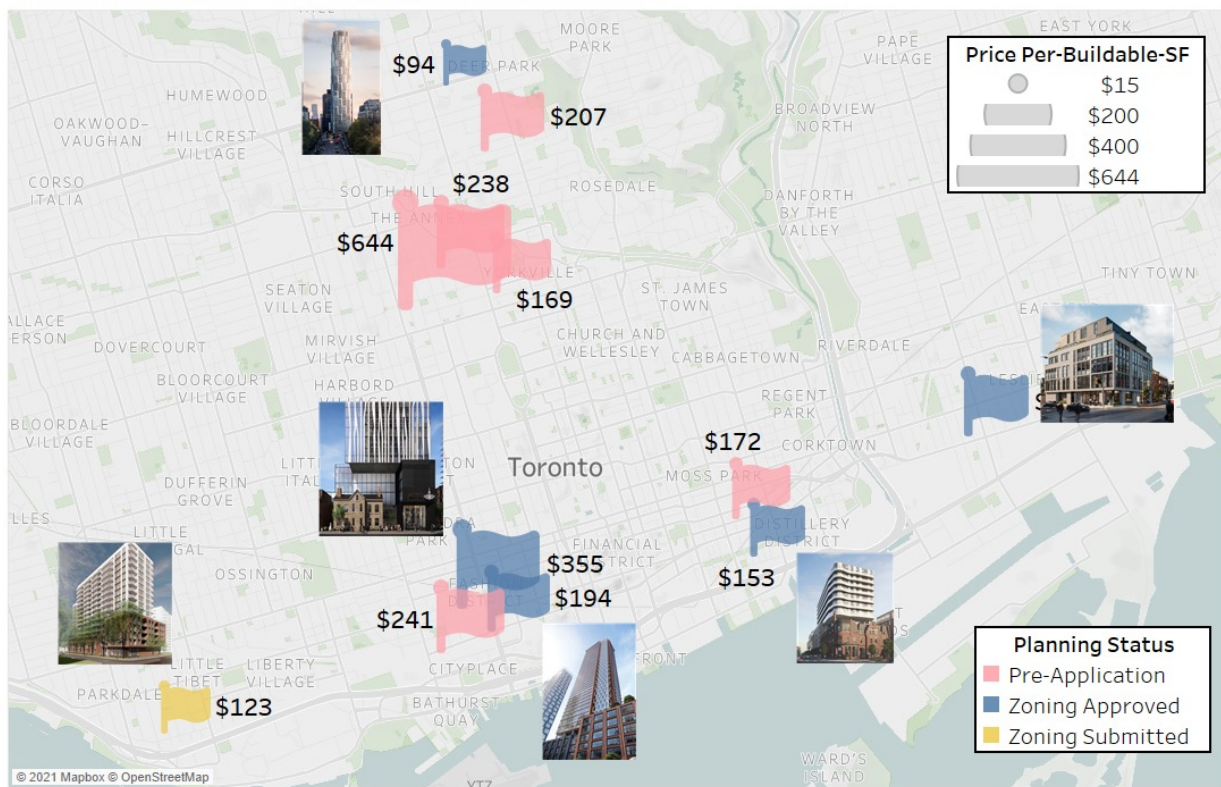 MOORE
PARK
EAST YORK
PAPE
VILLAGE
$94
DEER PARK
Price Per-Buildable-SF
$15
$200
$400
$644
HUMEWOOD
$207
BROADVIEW
NORTH
OAKWOOD–
VAUGHAN
HILLCREST
VILLAGE
CORSO
ITALIA
SOUTH HILL
$238
ROSEDALE
DANFORTH
BY THE
VALLEY
THE ANNEX
$644
YORKVILLE
TINY TOWN
SEATON
VILLAGE
$169
ST. JAMES
TOWN
DOVERCOURT
MIRVISH
VILLAGE
CHURCH AND
WELLESLEY
CABBAGETOWN
RIVERDALE
BLOORCOURT
VILLAGE
HARBORD
VILLAGE
REGENT
PARK
BLOORDALE
VILLAGE
$172
CORKTOWN
Toronto
MOSS PARK
DUFFERIN
GROVE
DISTILLERY
DISTRICT
LITTLE
PARK
FINANCIAL
DISTRICT
OSSINGTON
$355
$153
$194
$241
CITYPLACE
LITTLE
TIBET
LIBERTY
VILLAGE
PARKDALE
$123
BATHURST
QUAY
Planning Status
Pre-Application
Zoning Approved
Zoning Submitted
WARD'S
ISLAND
YTZ
© 2021 Mapbox © OpenStreetMap